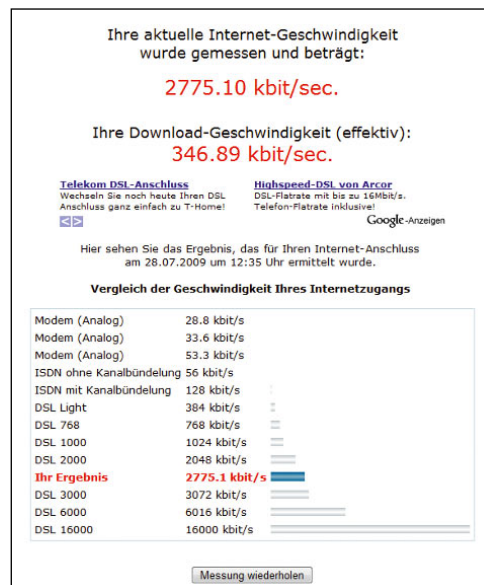 Ihre aktuelle Internet-Geschwindigkeit
wurde gemessen und beträgt:
2775.10 kbit/sec.
Ihre Download-Geschwindigkeit (effektiv):
346.89 kbit/sec.
Telekom DSL-Anschluss
Wechseln Sie noch heute Ihren DSL
Anschluss ganz einfach zu T-Home!
Highspeed-DSL von Arcor
DSL-Flatrate mit bis zu 16Mbit/s.
Telefon-Flatrate inklusive!
Google-Anzeigen
Hier sehen Sie das Ergebnis, das für Ihren Internet-Anschluss
am 28.07.2009 um 12:35 Uhr ermittelt wurde.
Vergleich der Geschwindigkeit Ihres Internetzugangs
Modem (Analog) 28.8 kbit/s
Modem (Analog) 33.6 kbit/s
Modem (Analog) 53.3 kbit/s
ISDN ohne Kanalbündelung 56 kbit/s
ISDN mit Kanalbündelung 128 kbit/s
DSL Light 384 kbit/s
DSL 768 768 kbit/s
DSL 1000 1024 kbit/s
DSL 2000 2048 kbit/s
Ihr Ergebnis 2775.1 kbit/s
DSL 3000 3072 kbit/s
DSL 6000 6016 kbit/s
DSL 16000 16000 kbit/s
Messung wiederholen